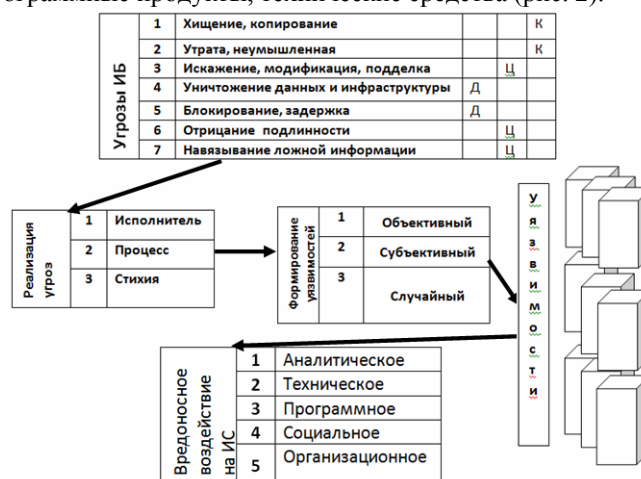 ограммные продукты, технические средства (рис. 2).
Угрозы ИБ
1 Хищение, копирование К
2 Утрата, неумышленная К
3 Искажение, модификация, подделка Ц
4 Уничтожение данных и инфраструктуры Д
5 Блокирование, задержка Д
6 Отрицание подлинности Ц
7 Навязывание ложной информации Ц
Реализация
угроз
1 Исполнитель
2 Процесс
3 Стихия
Формирование
уязвимостей
1 Объективный
2 Субъективный
3 Случайный
У
я
з
в
и
м
о
с
т
и
Вредоносное
воздействие
на ИС
1 Аналитическое
2 Техническое
3 Программное
4 Социальное
5 Организационное